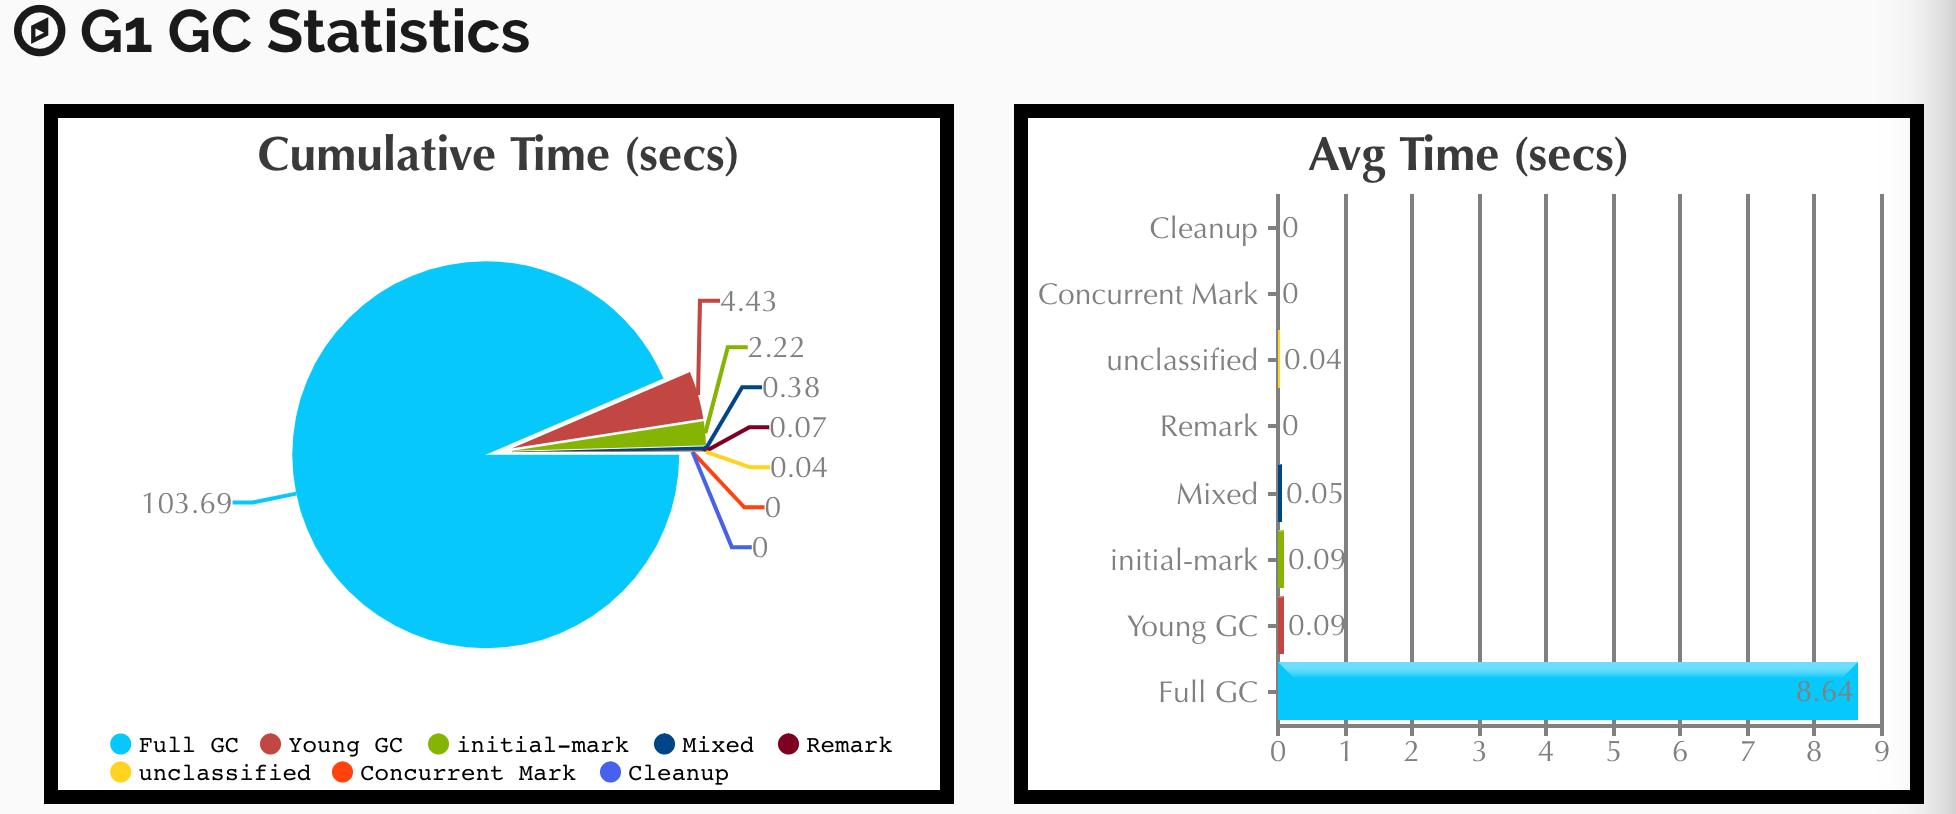 G1 GC Statistics
Cumulative Time (secs)
4.43
2.22
0.38
0.07
0.04
0
0
103.69
Full GC Young GC initial-mark Mixed Remark
unclassified Concurrent Mark Cleanup
Avg Time (secs)
Cleanup 0
Concurrent Mark 0
unclassified 0.04
Remark 0
Mixed 0.05
initial-mark 0.09
Young GC 0.09
Full GC 8.64
0 1 2 3 4 5 6 7 8 9